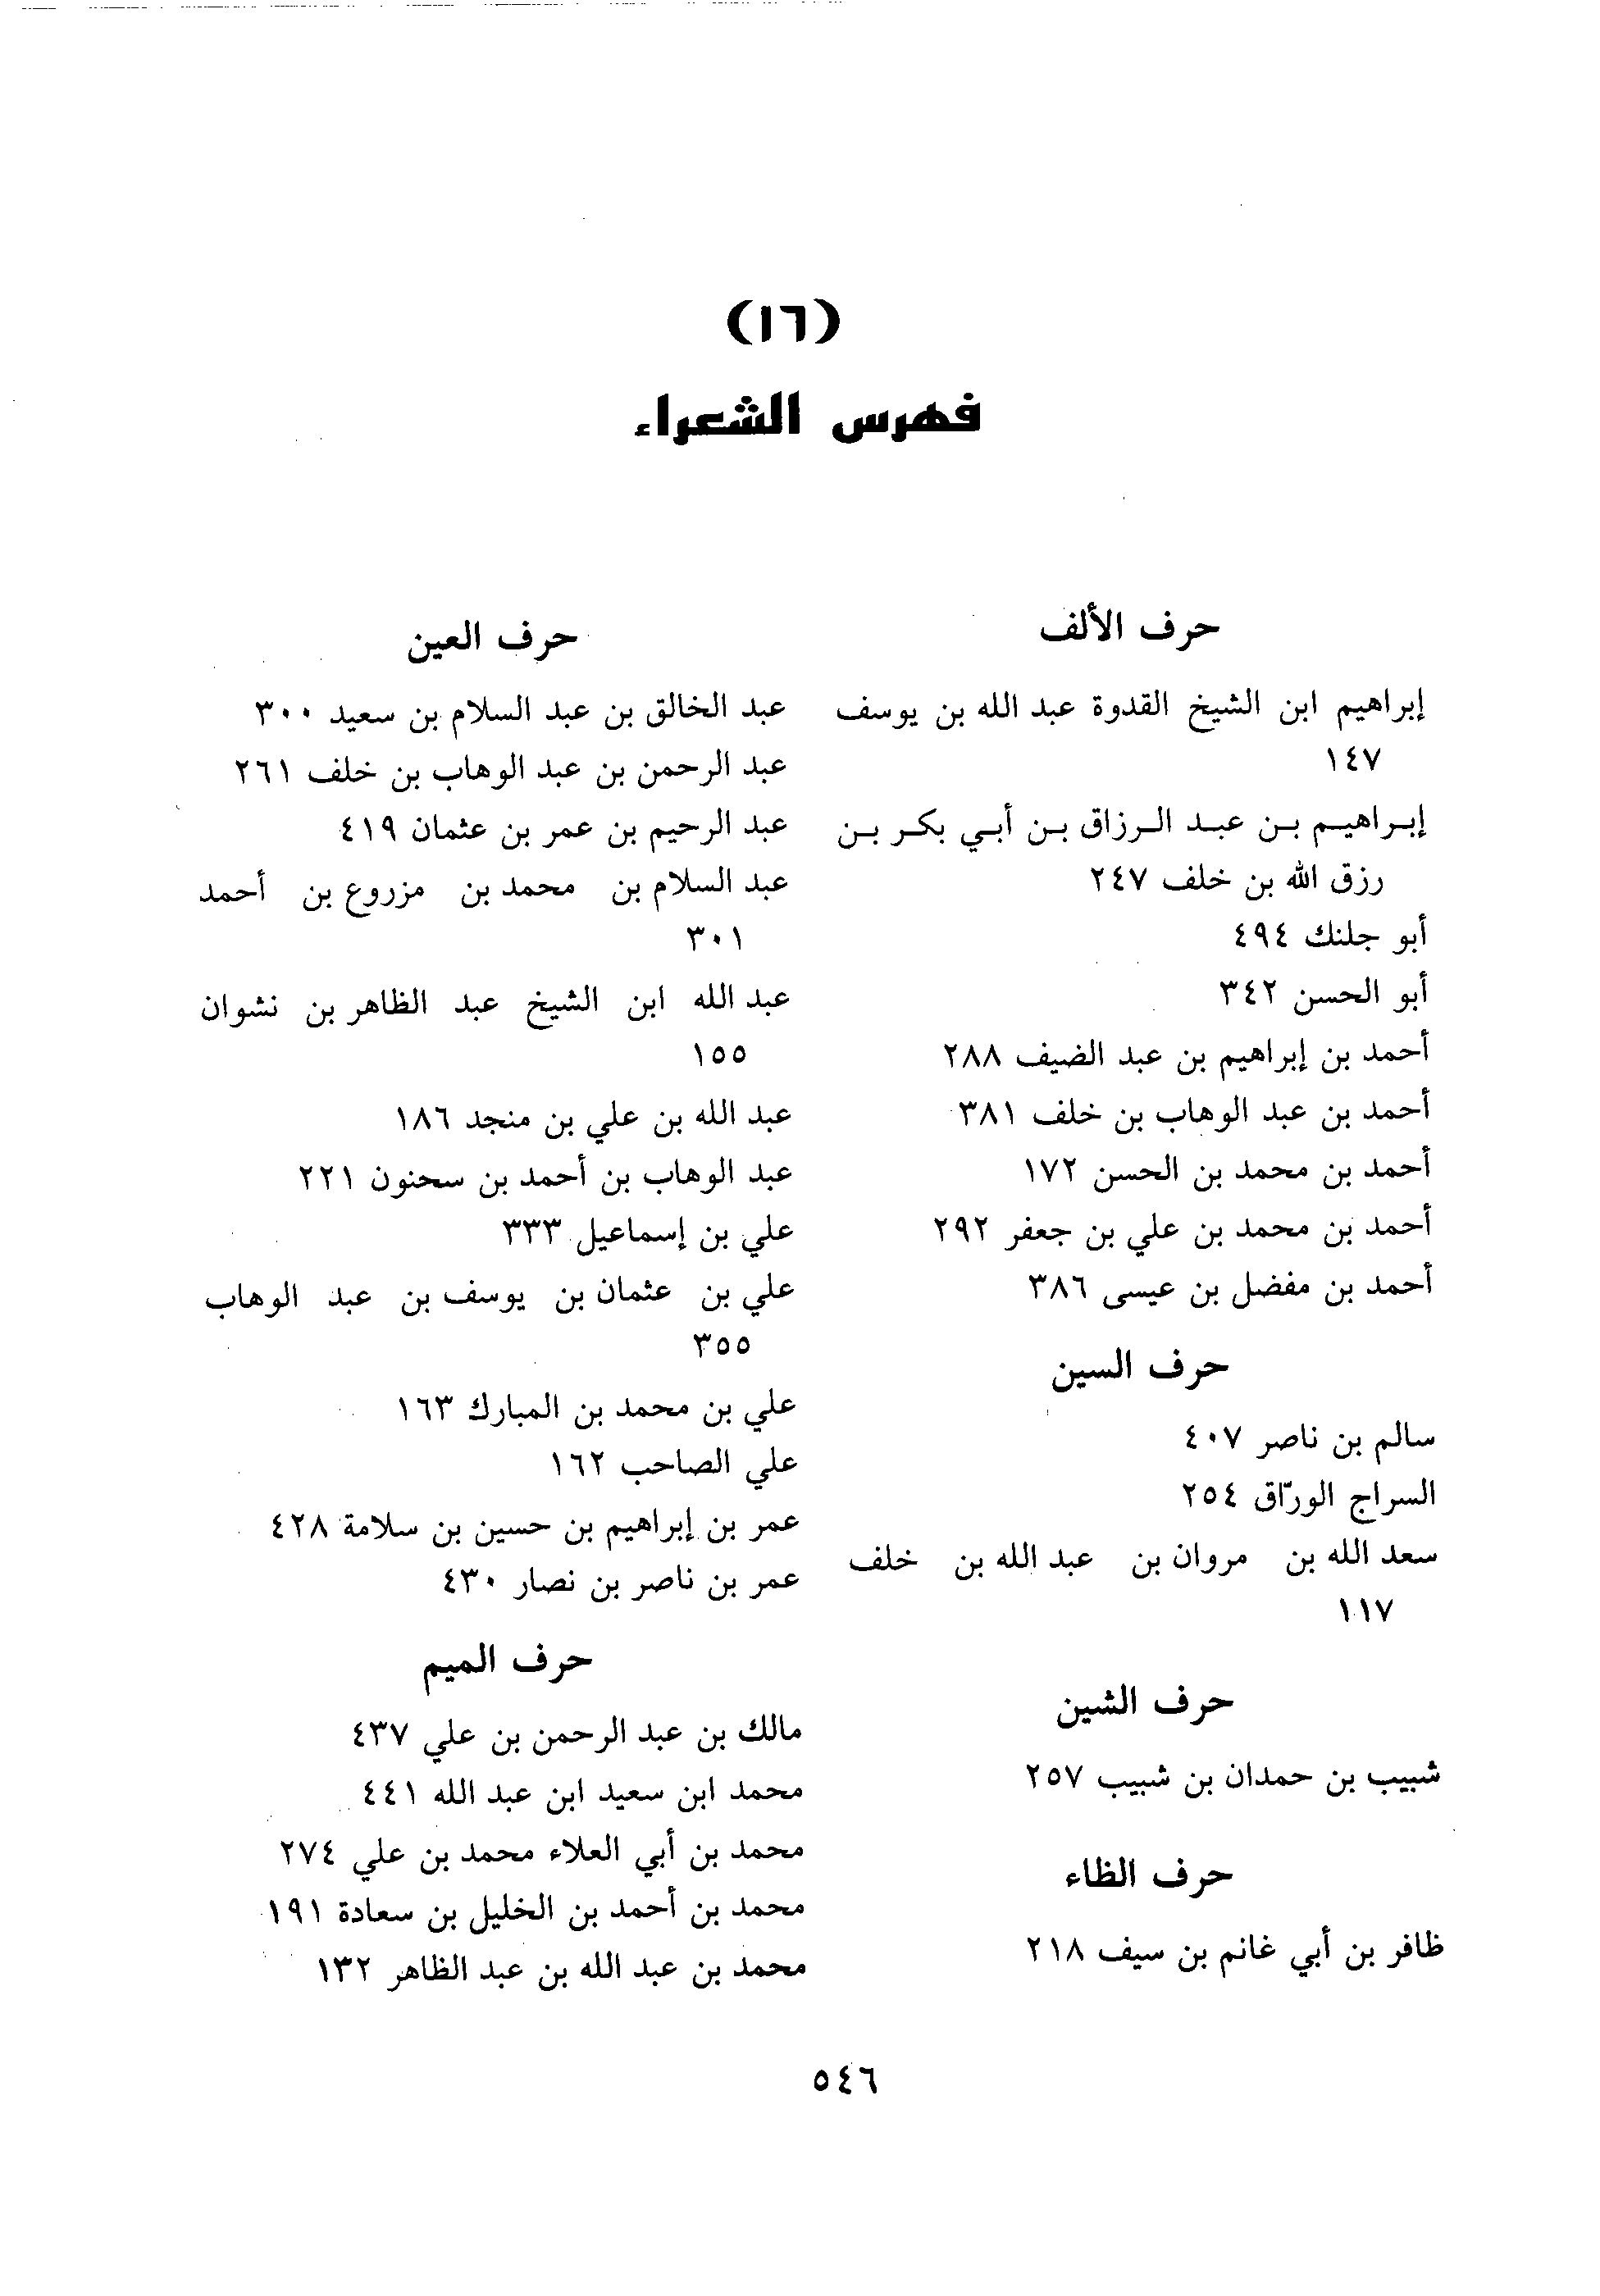 (١٦)
فهرس الشعراء
حرف الألف
إبراهيم ابن الشيخ القدوة عبد الله بن يوسف
١٤٧
إبراهيم بن عبد الرزاق بن أبي بكر بن
رزق الله بن خلف ٢٤٧
أبو جلنك ٤٩٤
أبو الحسن ٣٤٢
أحمد بن إبراهيم بن عبد الضيف ٢٨٨
أحمد بن عبد الوهاب بن خلف ٣٨١
أحمد بن محمد بن الحسن ١٧٢
أحمد بن محمد بن علي بن جعفر ٢٩٢
أحمد بن مفضل بن عيسى ٣٨٦
حرف السين
سالم بن ناصر ٤٠٧
السراج الورّاق ٢٥٤
سعد الله بن مروان بن عبد الله بن خلف
١١٧
حرف الشين
شبيب بن حمدان بن شبيب ٢٥٧
حرف الظاء
ظافر بن أبي غانم بن سيف ٢١٨
حرف العين
عبد الخالق بن عبد السلام بن سعيد ٣٠٠
عبد الرحمن بن عبد الوهاب بن خلف ٢٦١
عبد الرحيم بن عمر بن عثمان ٤١٩
عبد السلام بن محمد بن مزروع بن أحمد
٣٠١
عبد الله ابن الشيخ عبد الظاهر بن نشوان
١٥٥
عبد الله بن علي بن منجد ١٨٦
عبد الوهاب بن أحمد بن سحنون ٢٢١
علي بن إسماعيل ٣٣٣
علي بن عثمان بن يوسف بن عبد الوهاب
٣٥٥
علي بن محمد بن المبارك ١٦٣
علي الصاحب ١٦٢
عمر بن إبراهيم بن حسين بن سلامة ٤٢٨
عمر بن ناصر بن نصار ٤٣٠
حرف الميم
مالك بن عبد الرحمن بن علي ٤٣٧
محمد ابن سعيد ابن عبد الله ٤٤١
محمد بن أبي العلاء محمد بن علي ٢٧٤
محمد بن أحمد بن الخليل بن سعادة ١٩١
محمد بن عبد الله بن عبد الظاهر ١٣٢
٥٤٦